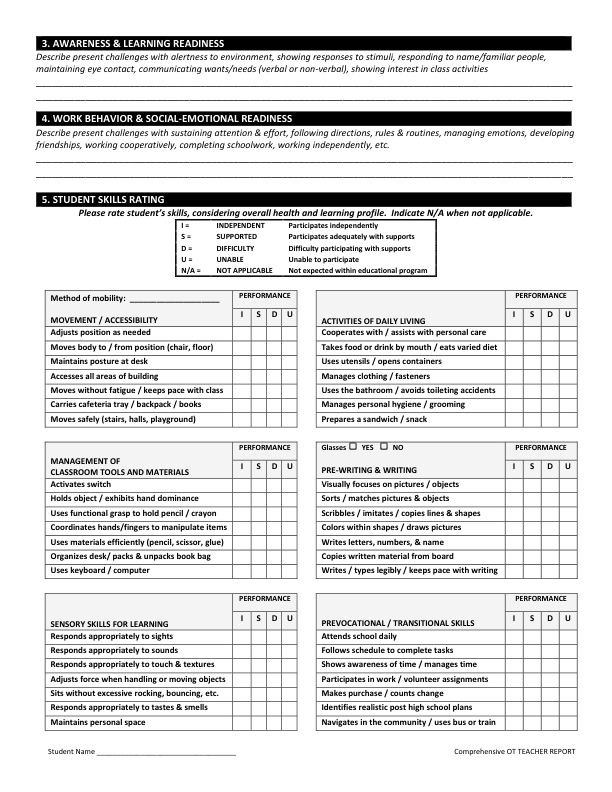 3. AWARENESS & LEARNING READINESS
Describe present challenges with alertness to environment, showing responses to stimuli, responding to name/familiar people,
maintaining eye contact, communicating wants/needs (verbal or non-verbal), showing interest in class activities
4. WORK BEHAVIOR & SOCIAL-EMOTIONAL READINESS
Describe present challenges with sustaining attention & effort, following directions, rules & routines, managing emotions, developing
friendships, working cooperatively, completing schoolwork, working independently, etc.
5. STUDENT SKILLS RATING
Please rate student's skills, considering overall health and learning profile. Indicate N/A when not applicable.
I = INDEPENDENT Participates independently
S = SUPPORTED Participates adequately with supports
D = DIFFICULTY Difficulty participating with supports
U = UNABLE Unable to participate
N/A = NOT APPLICABLE Not expected within educational program
Method of mobility: ____________________ PERFORMANCE
MOVEMENT / ACCESSIBILITY I S D U
Adjusts position as needed
Moves body to / from position (chair, floor)
Maintains posture at desk
Accesses all areas of building
Moves without fatigue / keeps pace with class
Carries cafeteria tray / backpack / books
Moves safely (stairs, halls, playground)
PERFORMANCE
ACTIVITIES OF DAILY LIVING I S D U
Cooperates with / assists with personal care
Takes food or drink by mouth / eats varied diet
Uses utensils / opens containers
Manages clothing / fasteners
Uses the bathroom / avoids toileting accidents
Manages personal hygiene / grooming
Prepares a sandwich / snack
PERFORMANCE
MANAGEMENT OF
CLASSROOM TOOLS AND MATERIALS I S D U
Activates switch
Holds object / exhibits hand dominance
Uses functional grasp to hold pencil / crayon
Coordinates hands/fingers to manipulate items
Uses materials efficiently (pencil, scissor, glue)
Organizes desk/ packs & unpacks book bag
Uses keyboard / computer
Glasses ☐ YES ☐ NO PERFORMANCE
PRE-WRITING & WRITING I S D U
Visually focuses on pictures / objects
Sorts / matches pictures & objects
Scribbles / imitates / copies lines & shapes
Colors within shapes / draws pictures
Writes letters, numbers, & name
Copies written material from board
Writes / types legibly / keeps pace with writing
PERFORMANCE
SENSORY SKILLS FOR LEARNING I S D U
Responds appropriately to sights
Responds appropriately to sounds
Responds appropriately to touch & textures
Adjusts force when handling or moving objects
Sits without excessive rocking, bouncing, etc.
Responds appropriately to tastes & smells
Maintains personal space
PERFORMANCE
PREVOCATIONAL / TRANSITIONAL SKILLS I S D U
Attends school daily
Follows schedule to complete tasks
Shows awareness of time / manages time
Participates in work / volunteer assignments
Makes purchase / counts change
Identifies realistic post high school plans
Navigates in the community / uses bus or train
Student Name ___________________________________ Comprehensive OT TEACHER REPORT